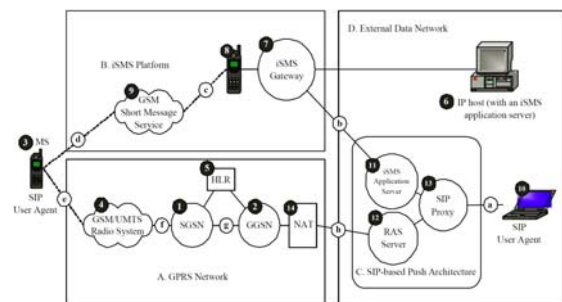 D. External Data Network
8
7
B. iSMS Platform
iSMS
Gateway
c
9
GSM
Short Message
Service
6 IP host (with an iSMS
application server)
d
b
3 MS
SIP
User Agent
5
HLR
11
iSMS
Application
Server
13
SIP
Proxy
10
a
e
4
GSM/UMTS
Radio System
f
1
SGSN
g
2
GGSN
14
NAT
h
12
RAS
Server
SIP
User Agent
A. GPRS Network
C. SIP-based Push Architecture